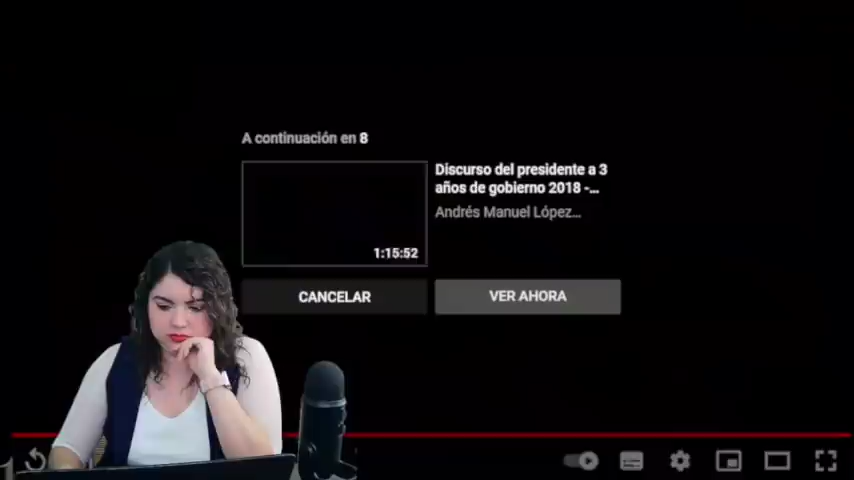 A continuación en 8
Discurso del presidente a 3
años de gobierno 2018 -...
Andrés Manuel López...
1:15:52
CANCELAR
VER AHORA